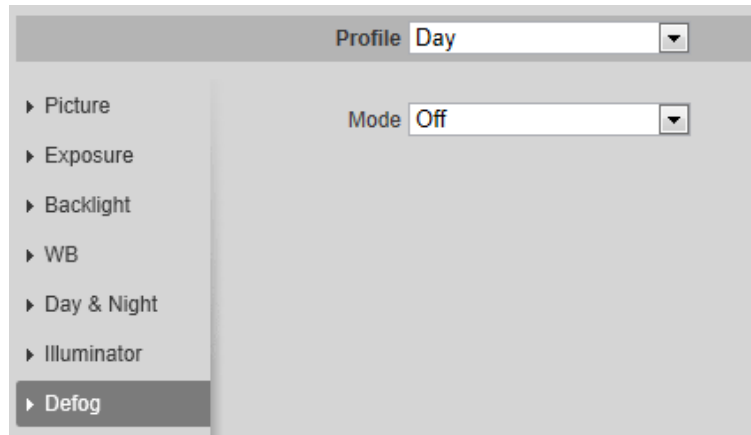 Profile Day
Picture
Mode Off
Exposure
Backlight
WB
Day & Night
Illuminator
Defog